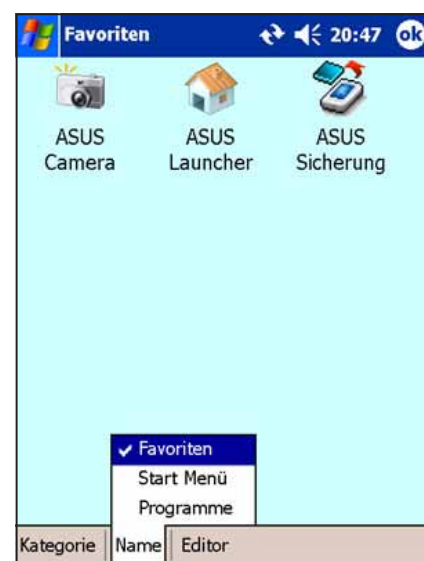 Favoriten 20:47 ok
ASUS Camera
ASUS Launcher
ASUS Sicherung
Favoriten
Start Menü
Programme
Kategorie Name Editor